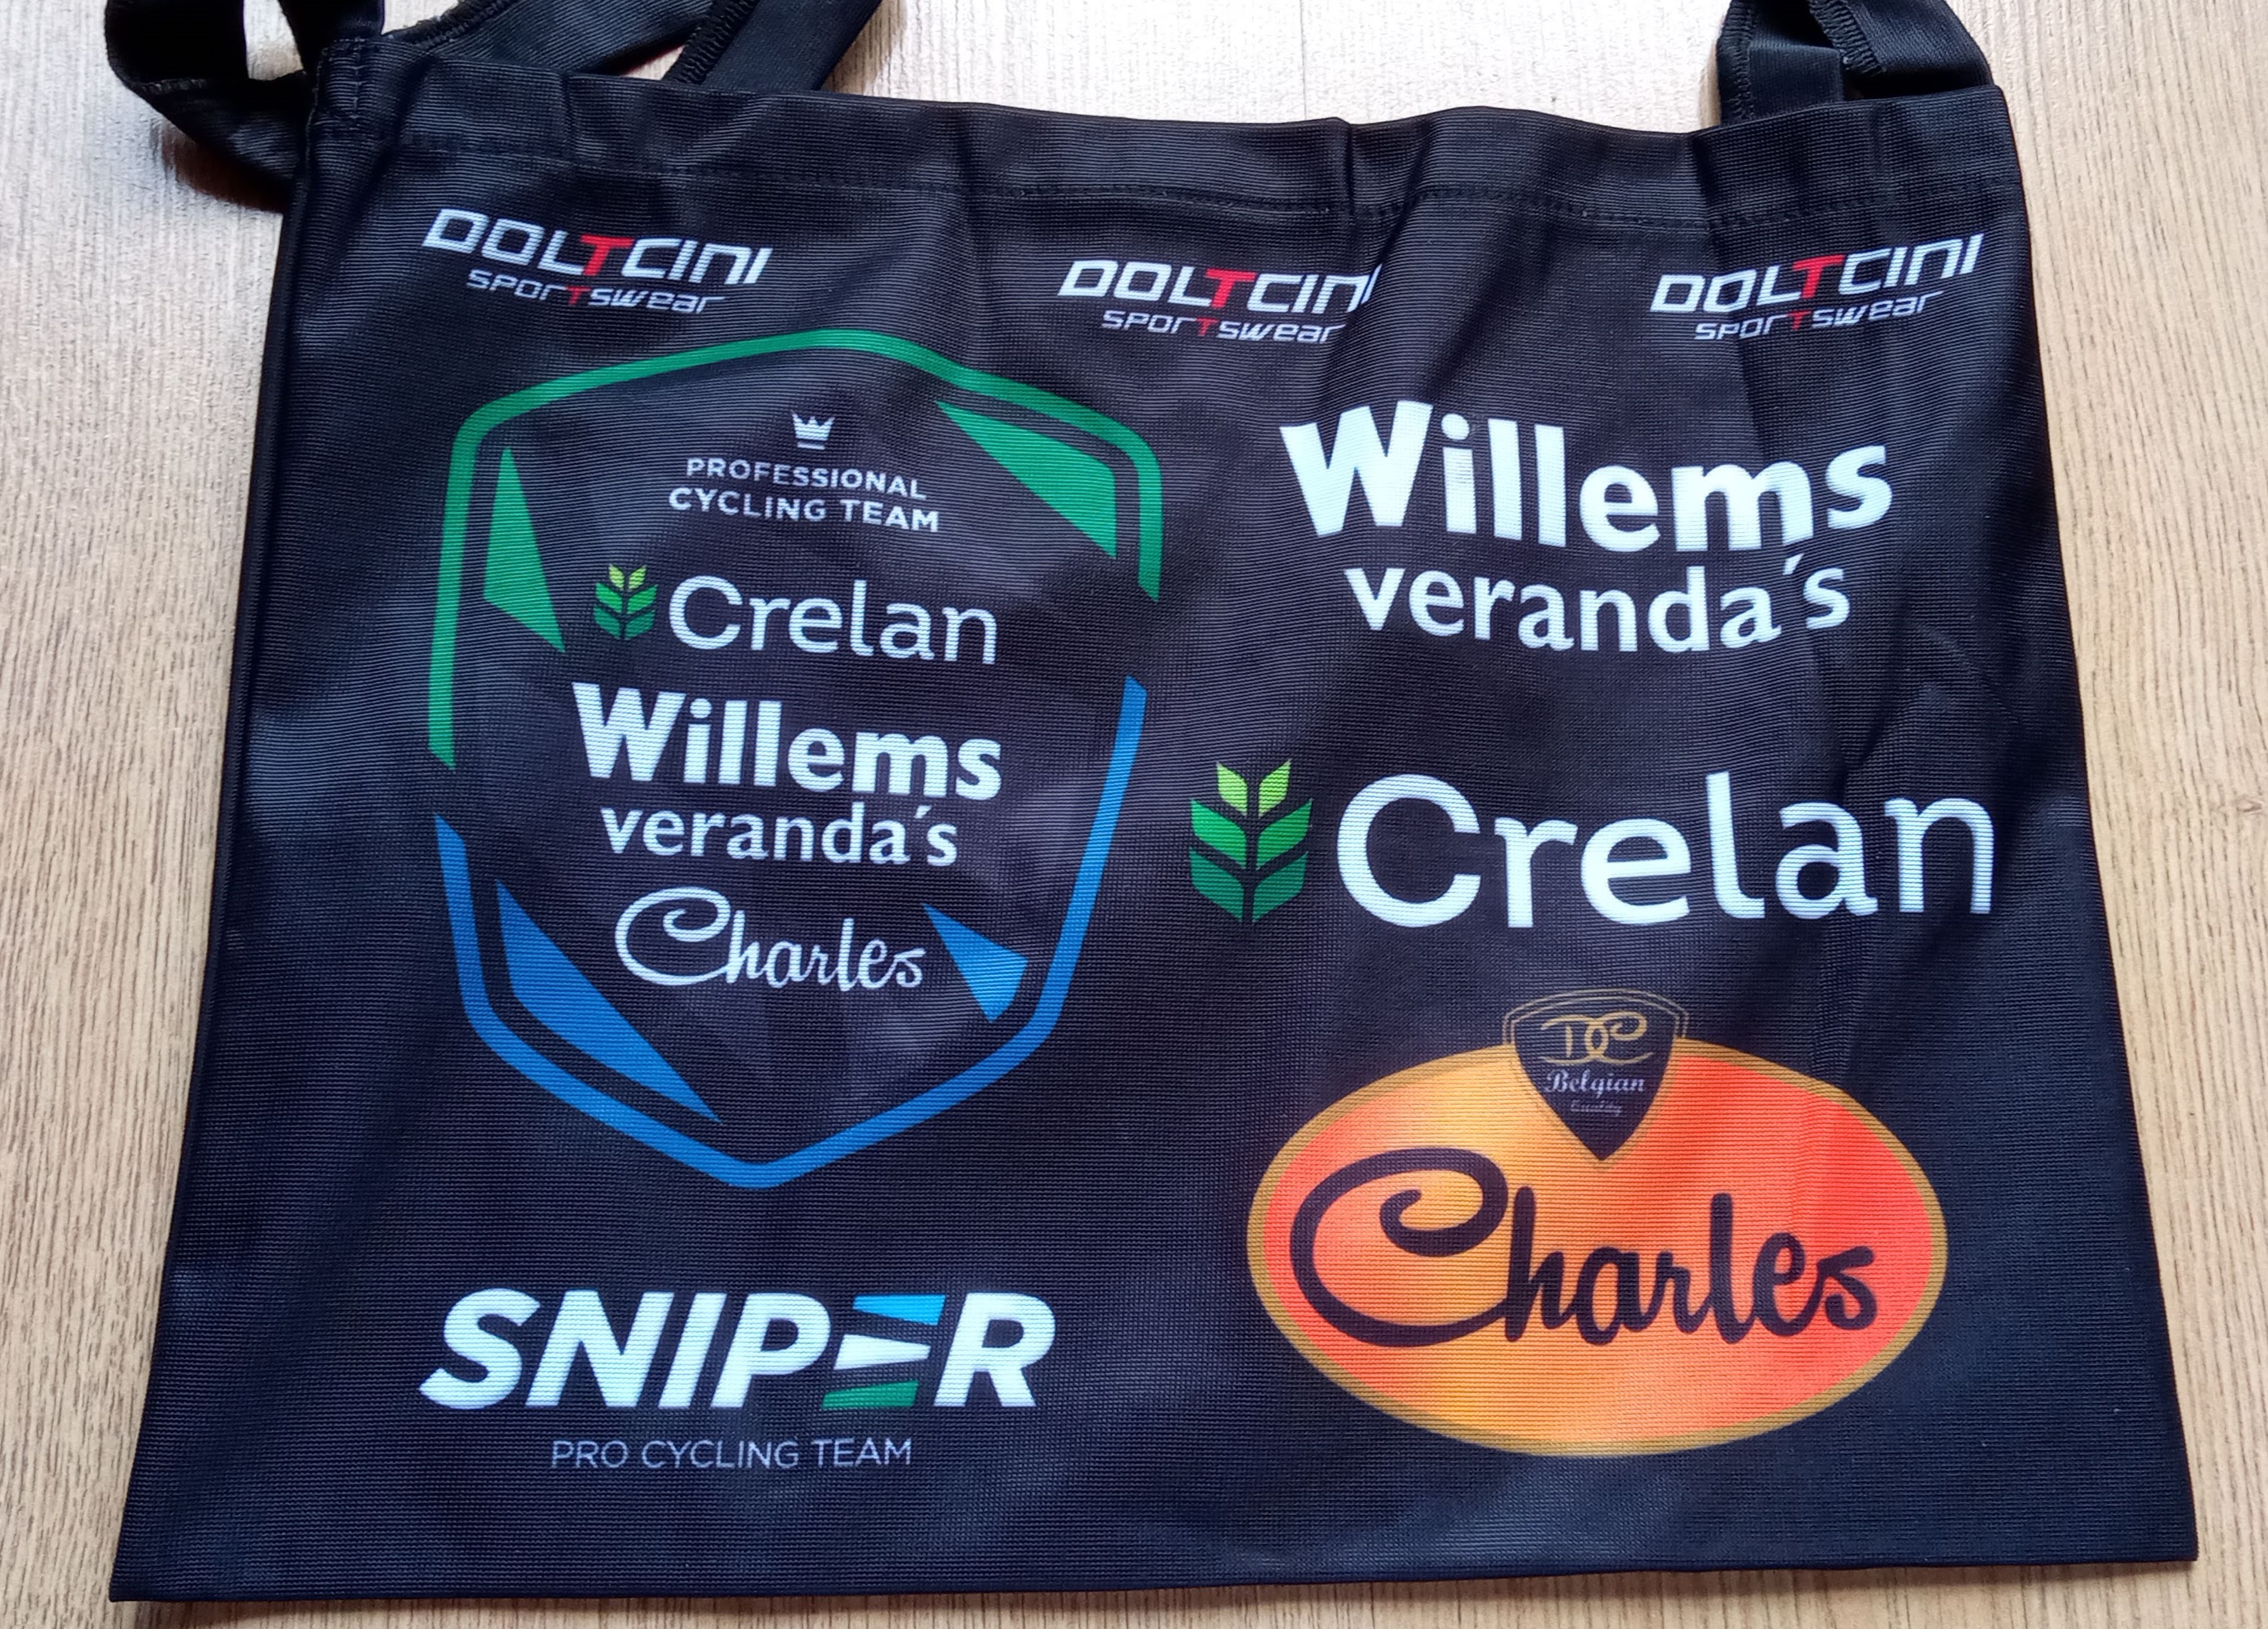 DOLTCINI
sportswear
DOLTCINI
sportswear
DOLTCINI
sportswear
PROFESSIONAL
CYCLING TEAM
Crelan
Willems
veranda's
Charles
SNIPER
PRO CYCLING TEAM
Willems
veranda's
Crelan
DC
Belgian
Quality
Charles